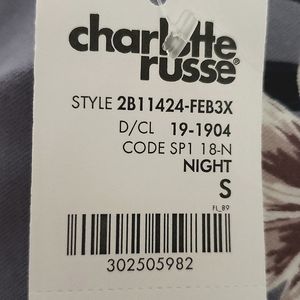 charlotte
russe®
STYLE 2B11424-FEB3X
D/CL 19-1904
CODE SP1 18-N
NIGHT
S
FL_89
302505982